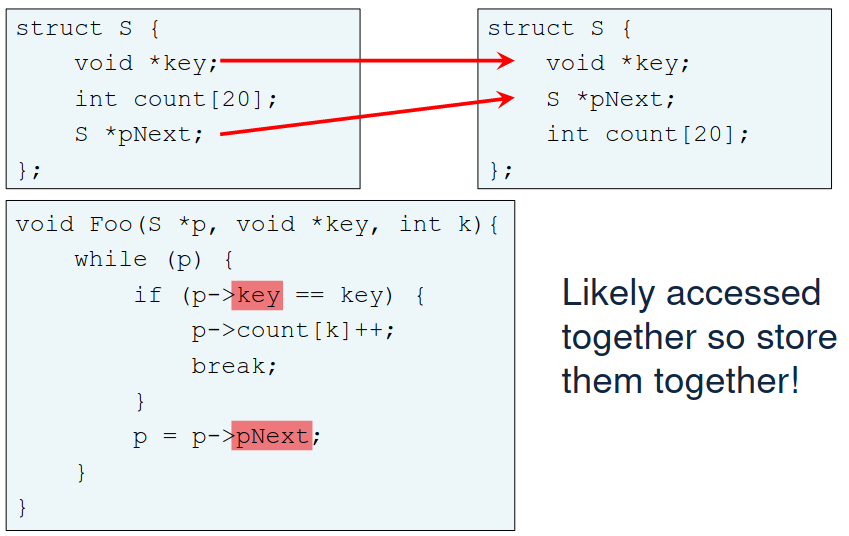 struct S {
    void *key;
    int count[20];
    S *pNext;
};
struct S {
    void *key;
    S *pNext;
    int count[20];
};
void Foo(S *p, void *key, int k){
    while (p) {
        if (p->key == key) {
            p->count[k]++;
            break;
        }
        p = p->pNext;
    }
}
Likely accessed
together so store
them together!